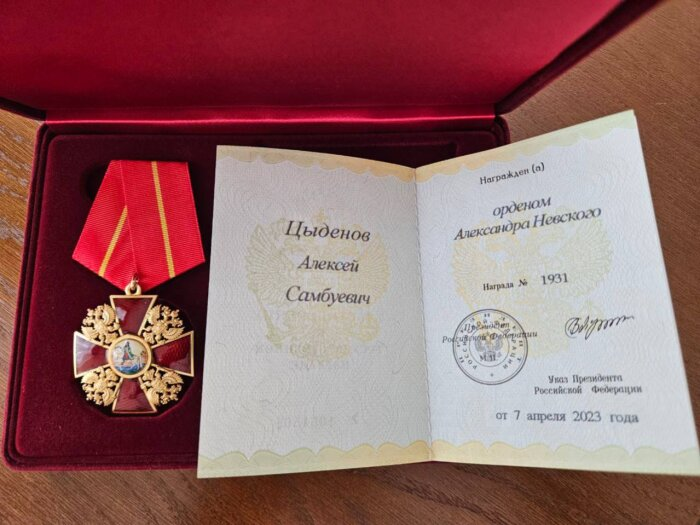 Цыденов
Алексей
Самбуевич
Награжден (а)
орденом
Александра Невского
Награда № 1931
Президент
Российской Федерации
М.П.
Указ Президента
Российской Федерации
от 7 апреля 2023 года